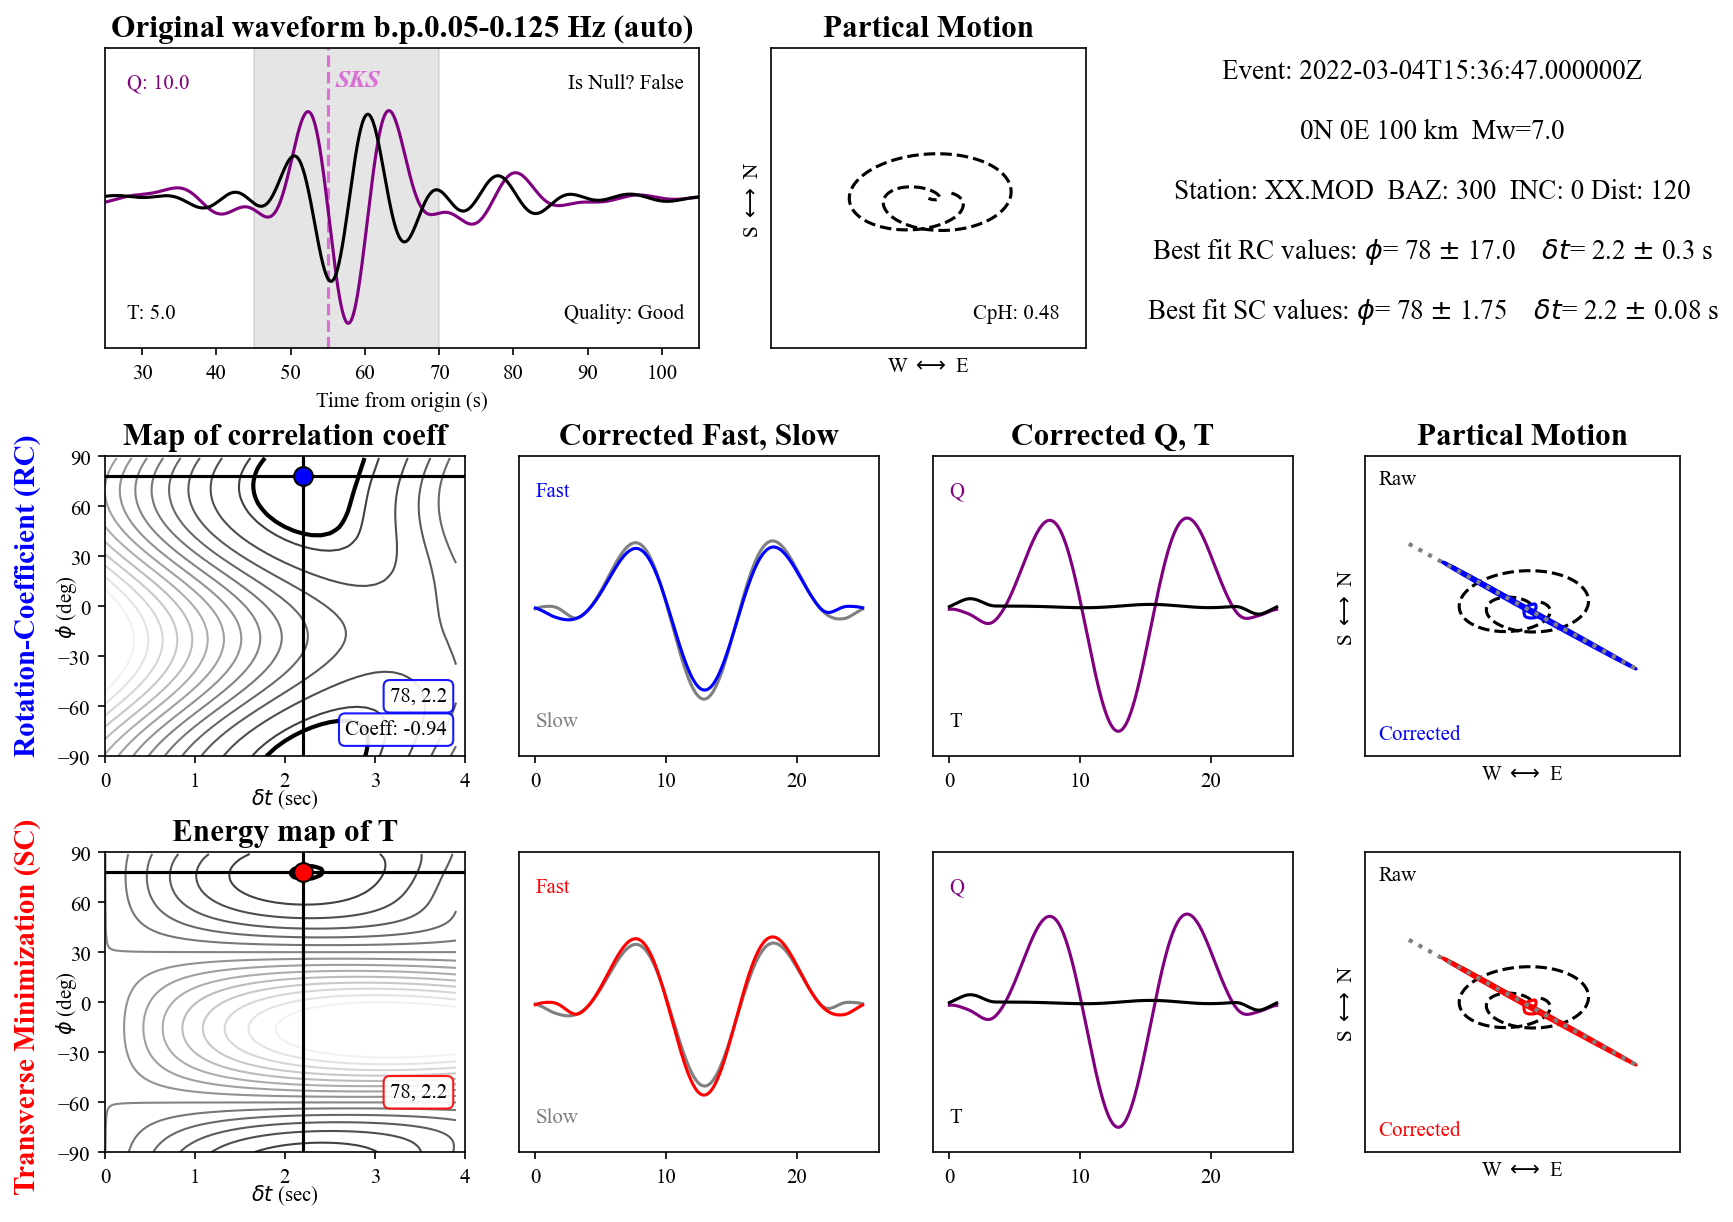 Original waveform b.p.0.05-0.125 Hz (auto)
Q: 10.0
SKS
Is Null? False
T: 5.0
Quality: Good
30 40 50 60 70 80 90 100
Time from origin (s)
Partical Motion
S ⟷ N
CpH: 0.48
W ⟷ E
Event: 2022-03-04T15:36:47.000000Z
0N 0E 100 km Mw=7.0
Station: XX.MOD BAZ: 300 INC: 0 Dist: 120
Best fit RC values: ϕ= 78 ± 17.0 δt= 2.2 ± 0.3 s
Best fit SC values: ϕ= 78 ± 1.75 δt= 2.2 ± 0.08 s
Rotation-Coefficient (RC)
Map of correlation coeff
90
60
30
0
−30
−60
−90
ϕ (deg)
78, 2.2
Coeff: -0.94
0 1 2 3 4
δt (sec)
Corrected Fast, Slow
Fast
Slow
0 10 20
Corrected Q, T
Q
T
0 10 20
Partical Motion
Raw
S ⟷ N
Corrected
W ⟷ E
Transverse Minimization (SC)
Energy map of T
90
60
30
0
−30
−60
−90
ϕ (deg)
78, 2.2
0 1 2 3 4
δt (sec)
Fast
Slow
0 10 20
Q
T
0 10 20
Raw
S ⟷ N
Corrected
W ⟷ E